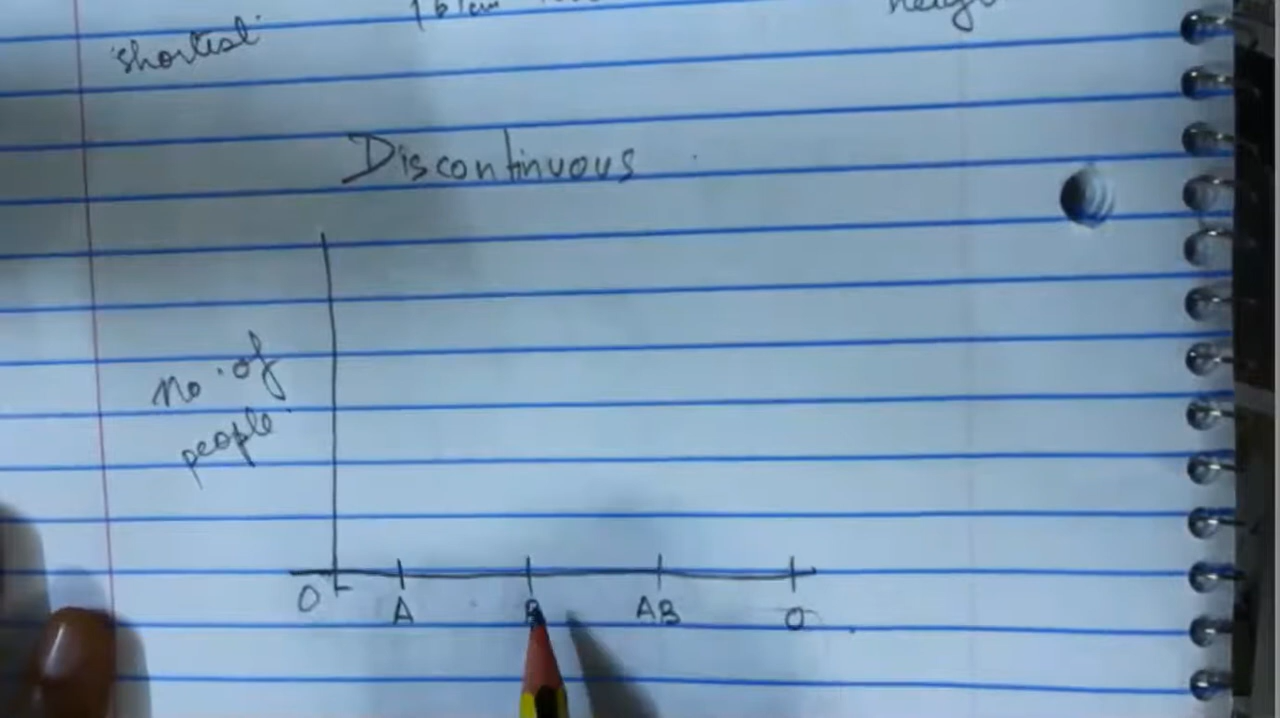 shortest
Discontinuous
no. of
people
O A B AB O